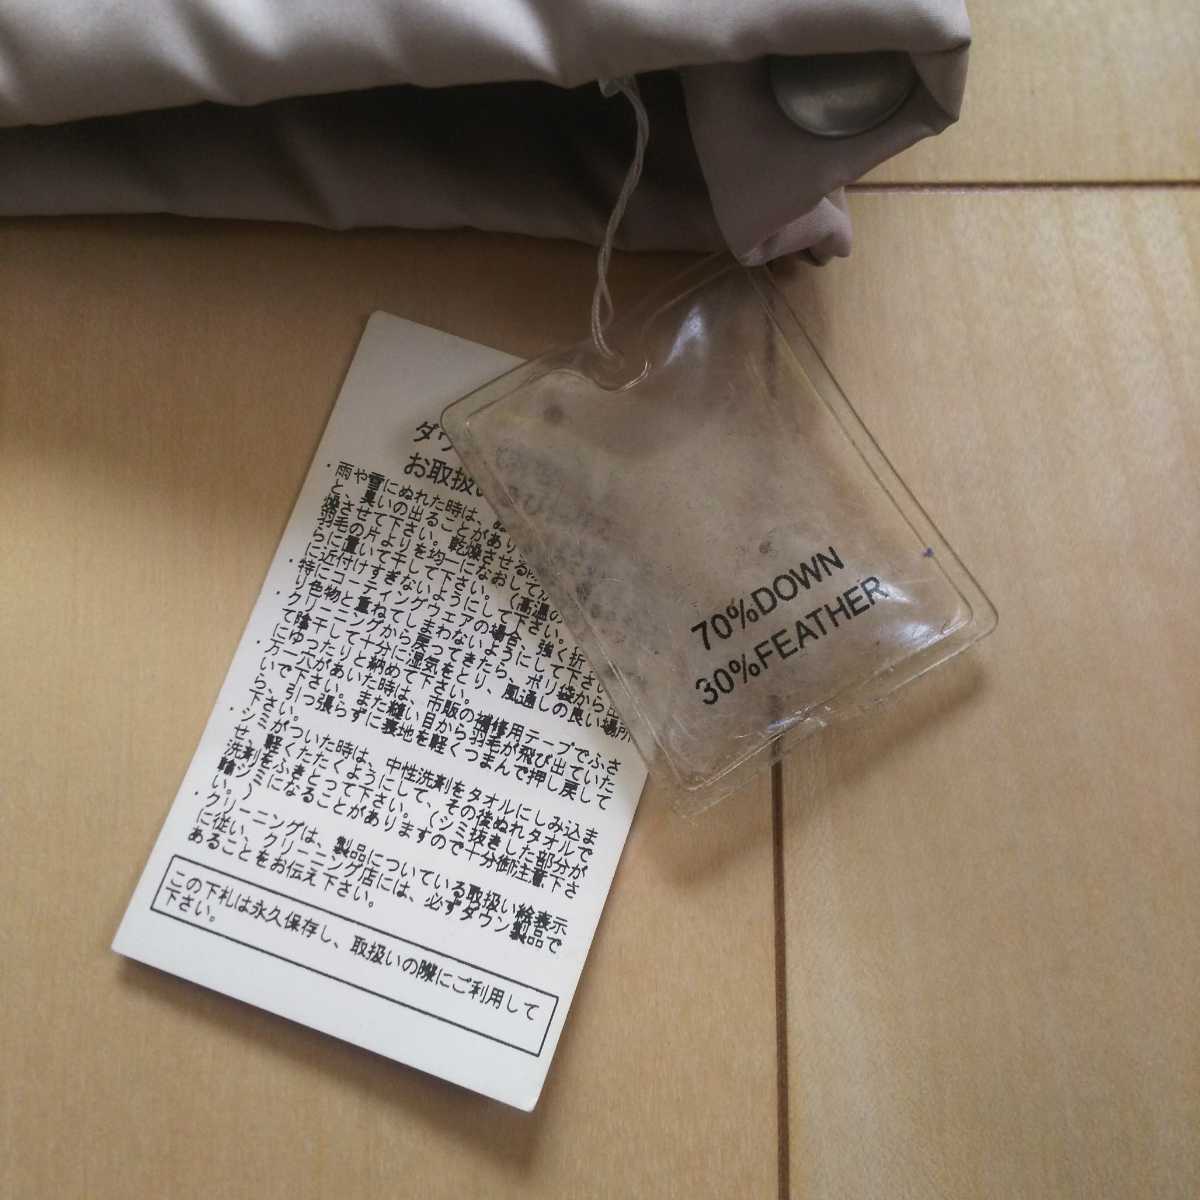 ダウ
お取扱い
・雨や雪にぬれた時は、
と、臭いの出ることがあり
燥させて下さい。乾燥させる
羽毛の片よりを均一になおして
らに置いて干して下さい。(高温の
に近付けすぎないようにして下さい。
・特にコーティングウエアの場合、強く折
り色物と重ねてしまわないようにして下さい
・クリーニングから戻ってきたら、ポリ袋から出
て陰干して十分に湿気をとり、風通しの良い場所
にゆったりと納めて下さい。
・万一穴があいた時は、市販の補修用テープでふさ
いで下さい。また縫い目から羽毛が飛び出ていた
ら、引っ張らずに裏地を軽くつまんで押し戻して
下さい。
・シミがついた時は、中性洗剤をタオルにしみ込ま
せ、軽くたたくようにして、その後ぬれタオルで
洗剤をふきとって下さい。(シミ抜きした部分が
輪ジミになることがありますので十分御注意下さ
い。)
・クリーニングは、製品についている取扱い絵表示
に従い、クリーニング店には、必ずダウン製品で
あることをお伝え下さい。
この下札は永久保存し、取扱いの際にご利用して
下さい。
70%DOWN
30%FEATHER